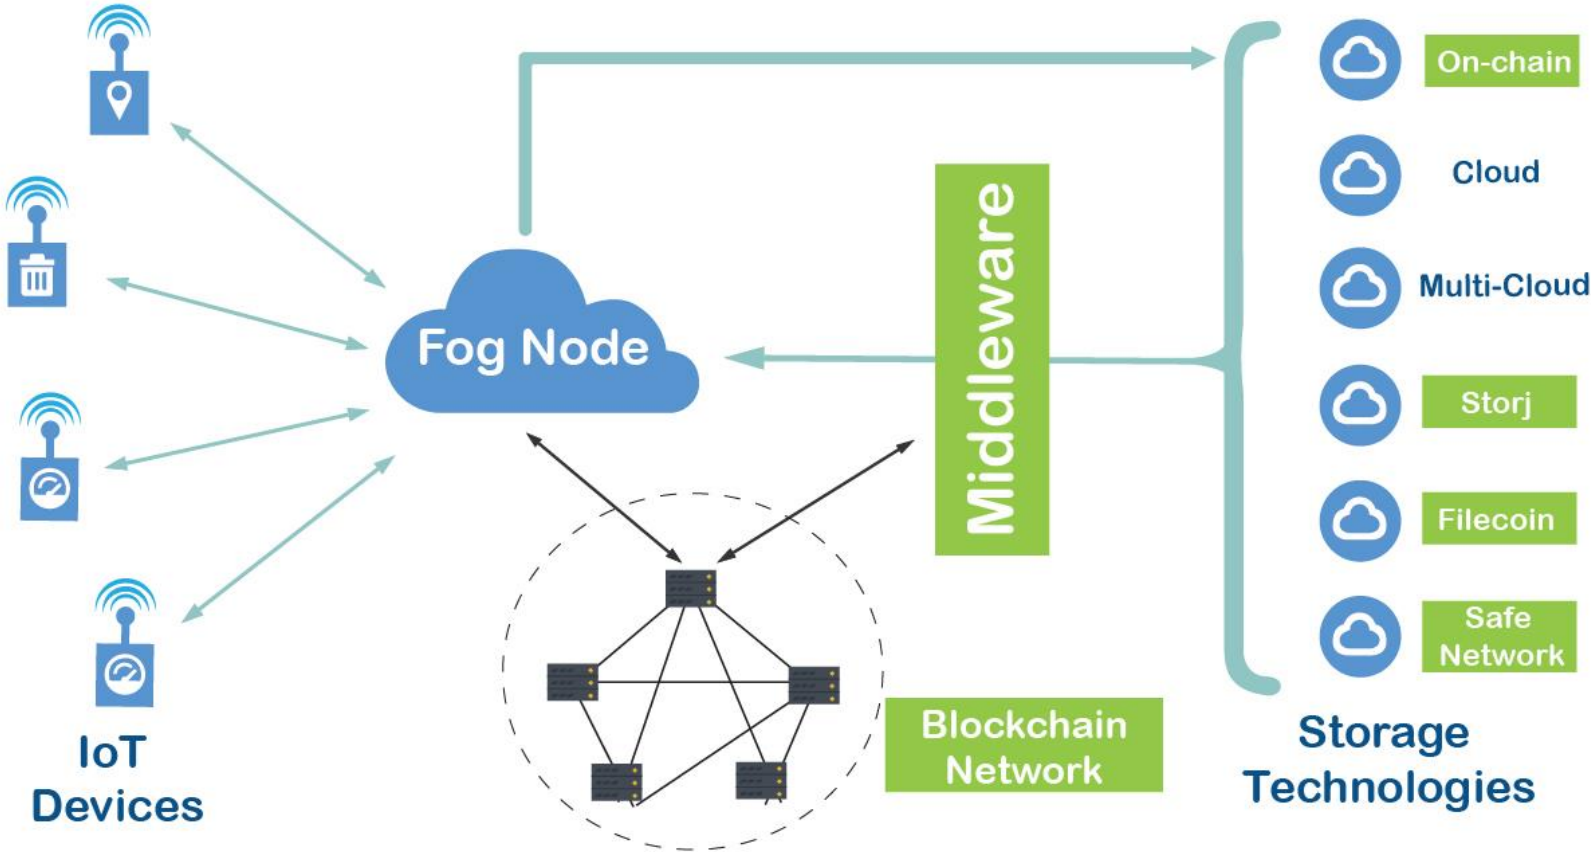 On-chain
Cloud
Multi-Cloud
Storj
Filecoin
Safe
Network
Fog Node
Middleware
Blockchain
Network
IoT
Devices
Storage
Technologies